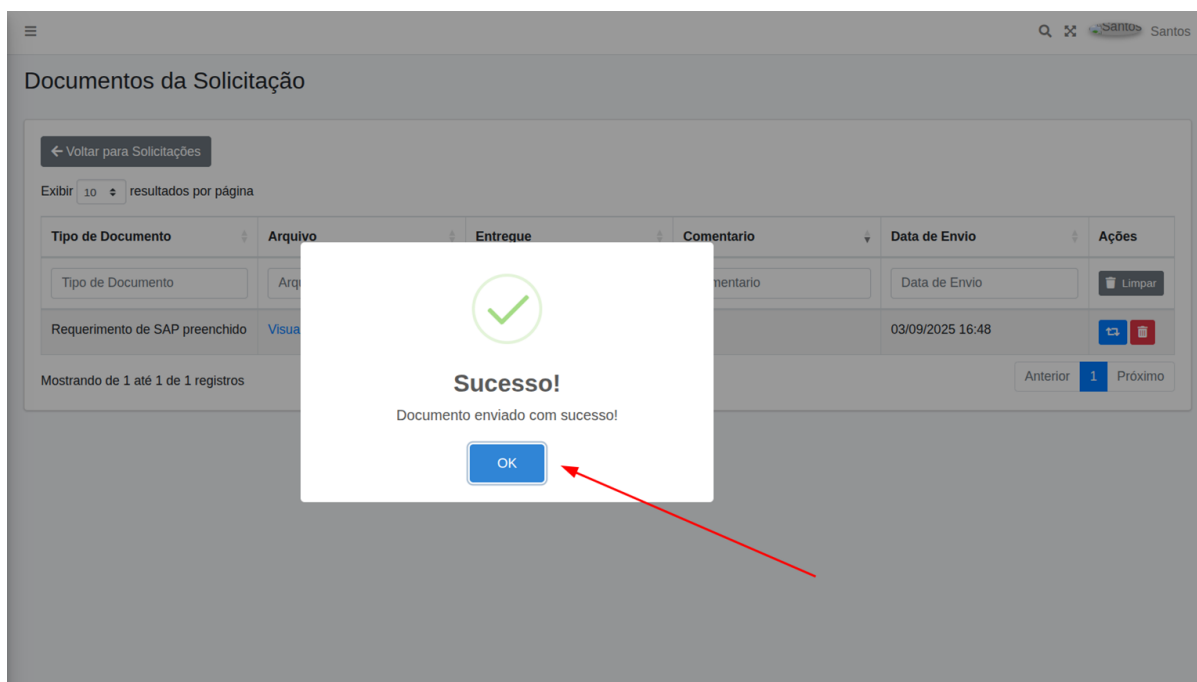 Santos Santos
Documentos da Solicitação
Voltar para Solicitações
Exibir 10 resultados por página
Tipo de Documento Arquivo Entregue Comentario Data de Envio Ações
Tipo de Documento Data de Envio Limpar
Requerimento de SAP preenchido 03/09/2025 16:48
Mostrando de 1 até 1 de 1 registros
Anterior 1 Próximo
Sucesso!
Documento enviado com sucesso!
OK